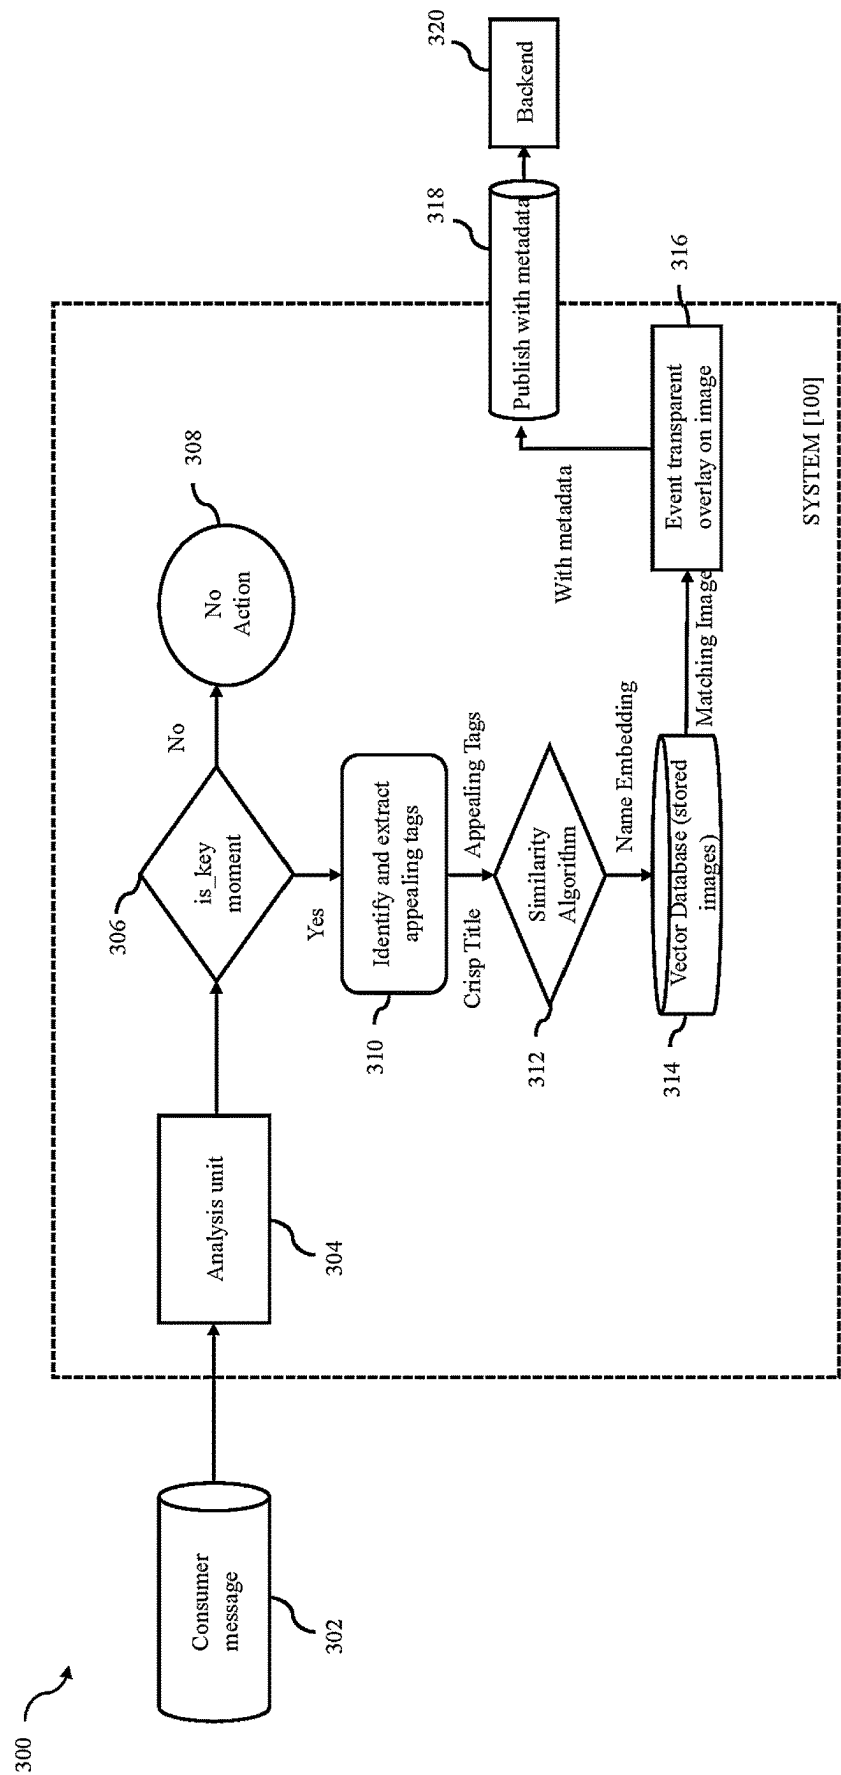 300
Consumer
message
302
Analysis unit
304
306
is_key
moment
No
No
Action
308
Yes
Identify and extract
appealing tags
310
Crisp Title
Appealing Tags
Similarity
Algorithm
312
Name Embedding
Vector Database (stored
images)
314
Matching Image
Event transparent
overlay on image
316
With metadata
Publish with metadata
318
Backend
320
SYSTEM [100]